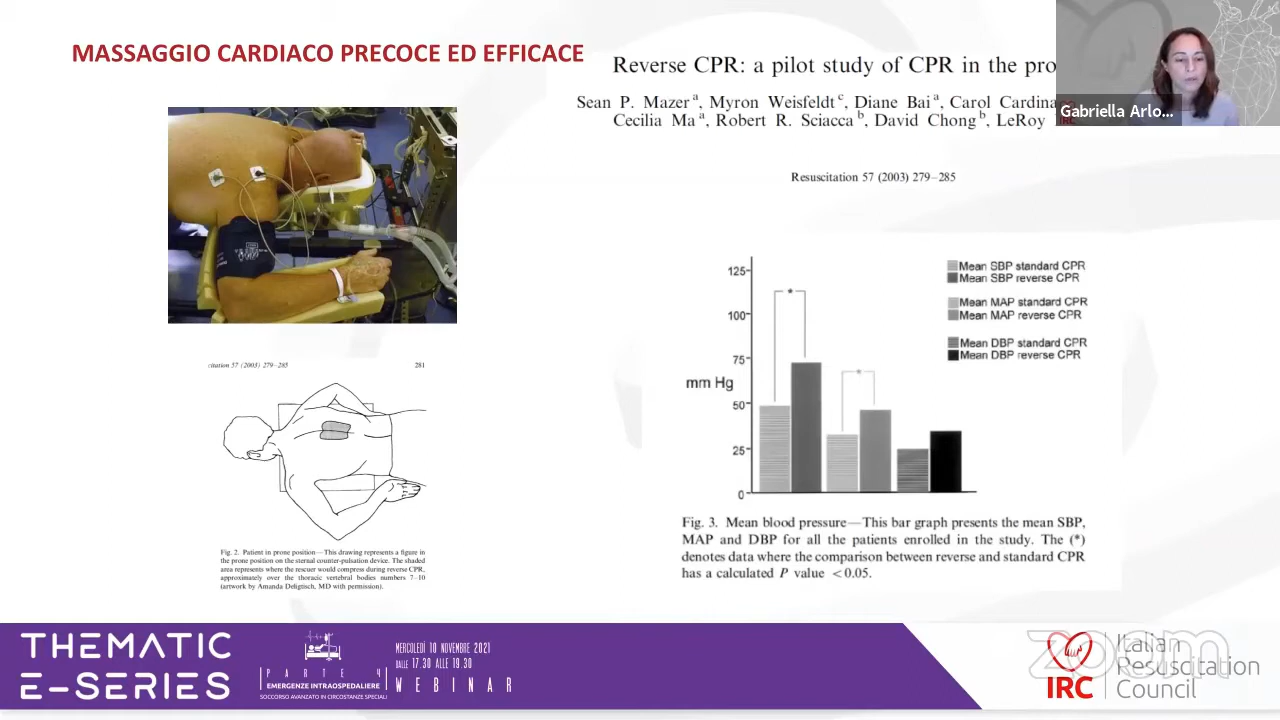 MASSAGGIO CARDIACO PRECOCE ED EFFICACE
Reverse CPR: a pilot study of CPR in the pro
Sean P. Mazer a, Myron Weisfeldt c, Diane Bai a, Carol Cardina
Cecilia Ma a, Robert R. Sciacca b, David Chong b, LeRoy
Gabriella Arlo...
Resuscitation 57 (2003) 279–285
125
100
75
mm Hg
50
25
0
Mean SBP standard CPR
Mean SBP reverse CPR
Mean MAP standard CPR
Mean MAP reverse CPR
Mean DBP standard CPR
Mean DBP reverse CPR
*
*
Fig. 3. Mean blood pressure—This bar graph presents the mean SBP,
MAP and DBP for all the patients enrolled in the study. The (*)
denotes data where the comparison between reverse and standard CPR
has a calculated P value <0.05.
citation 57 (2003) 279–285 281
Fig. 2. Patient in prone position—This drawing represents a figure in
the prone position on the sternal counter-pulsation device. The shaded
area represents where the rescuer would compress during reverse CPR,
approximately over the thoracic vertebral bodies numbers 7–10
(artwork by Amanda Deligtisch, MD with permission).
THEMATIC
E-SERIES
PARTE 4
EMERGENZE INTRAOSPEDALIERE
SOCCORSO AVANZATO IN CIRCOSTANZE SPECIALI
MERCOLEDÌ 10 NOVEMBRE 2021
DALLE 17.30 ALLE 19.30
WEBINAR
IRC
Italian
Resuscitation
Council
zoom